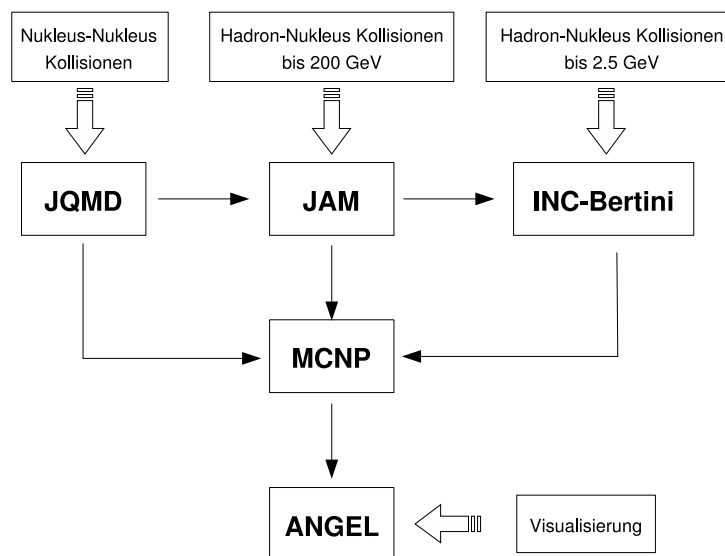 Nukleus-Nukleus
Kollisionen
Hadron-Nukleus Kollisionen
bis 200 GeV
Hadron-Nukleus Kollisionen
bis 2.5 GeV
JQMD
JAM
INC-Bertini
MCNP
ANGEL
Visualisierung